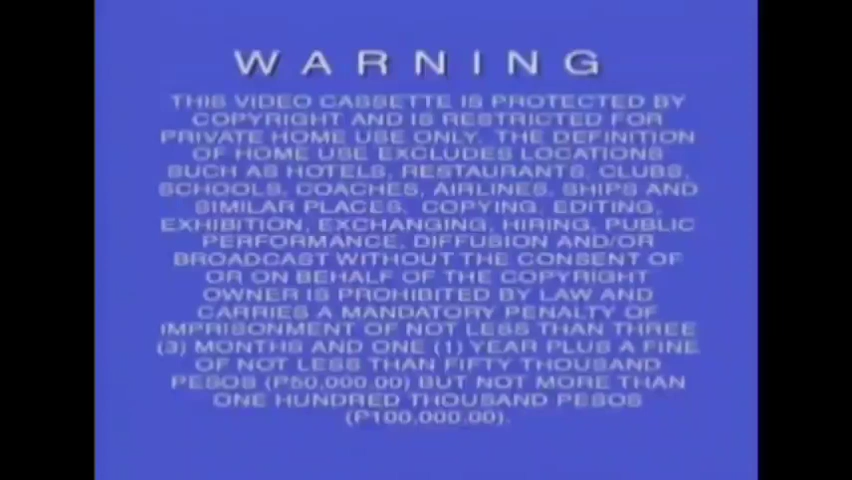 WARNING
THIS VIDEO CASSETTE IS PROTECTED BY
COPYRIGHT AND IS RESTRICTED FOR
PRIVATE HOME USE ONLY. THE DEFINITION
OF HOME USE EXCLUDES LOCATIONS
SUCH AS HOTELS, RESTAURANTS, CLUBS,
SCHOOLS, COACHES, AIRLINES, SHIPS AND
SIMILAR PLACES. COPYING, EDITING,
EXHIBITION, EXCHANGING, HIRING, PUBLIC
PERFORMANCE, DIFFUSION AND/OR
BROADCAST WITHOUT THE CONSENT OF
OR ON BEHALF OF THE COPYRIGHT
OWNER IS PROHIBITED BY LAW AND
CARRIES A MANDATORY PENALTY OF
IMPRISONMENT OF NOT LESS THAN THREE
(3) MONTHS AND ONE (1) YEAR PLUS A FINE
OF NOT LESS THAN FIFTY THOUSAND
PESOS (P50,000.00) BUT NOT MORE THAN
ONE HUNDRED THOUSAND PESOS
(P100,000.00).